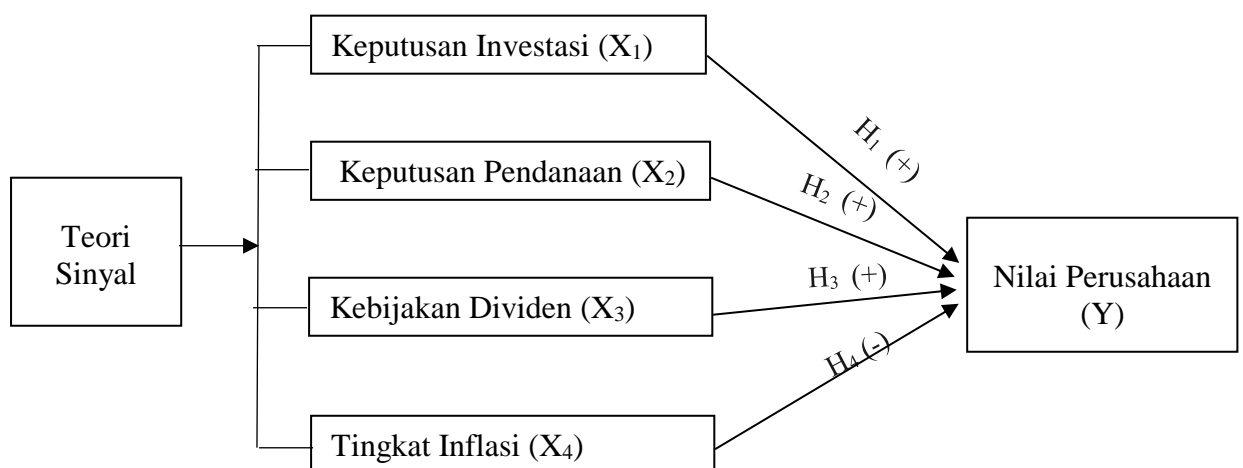 Keputusan Investasi (X₁)
H₁ (+)
Keputusan Pendanaan (X₂)
H₂ (+)
Teori
Sinyal
H₃ (+)
Nilai Perusahaan
(Y)
Kebijakan Dividen (X₃)
H₄ (-)
Tingkat Inflasi (X₄)